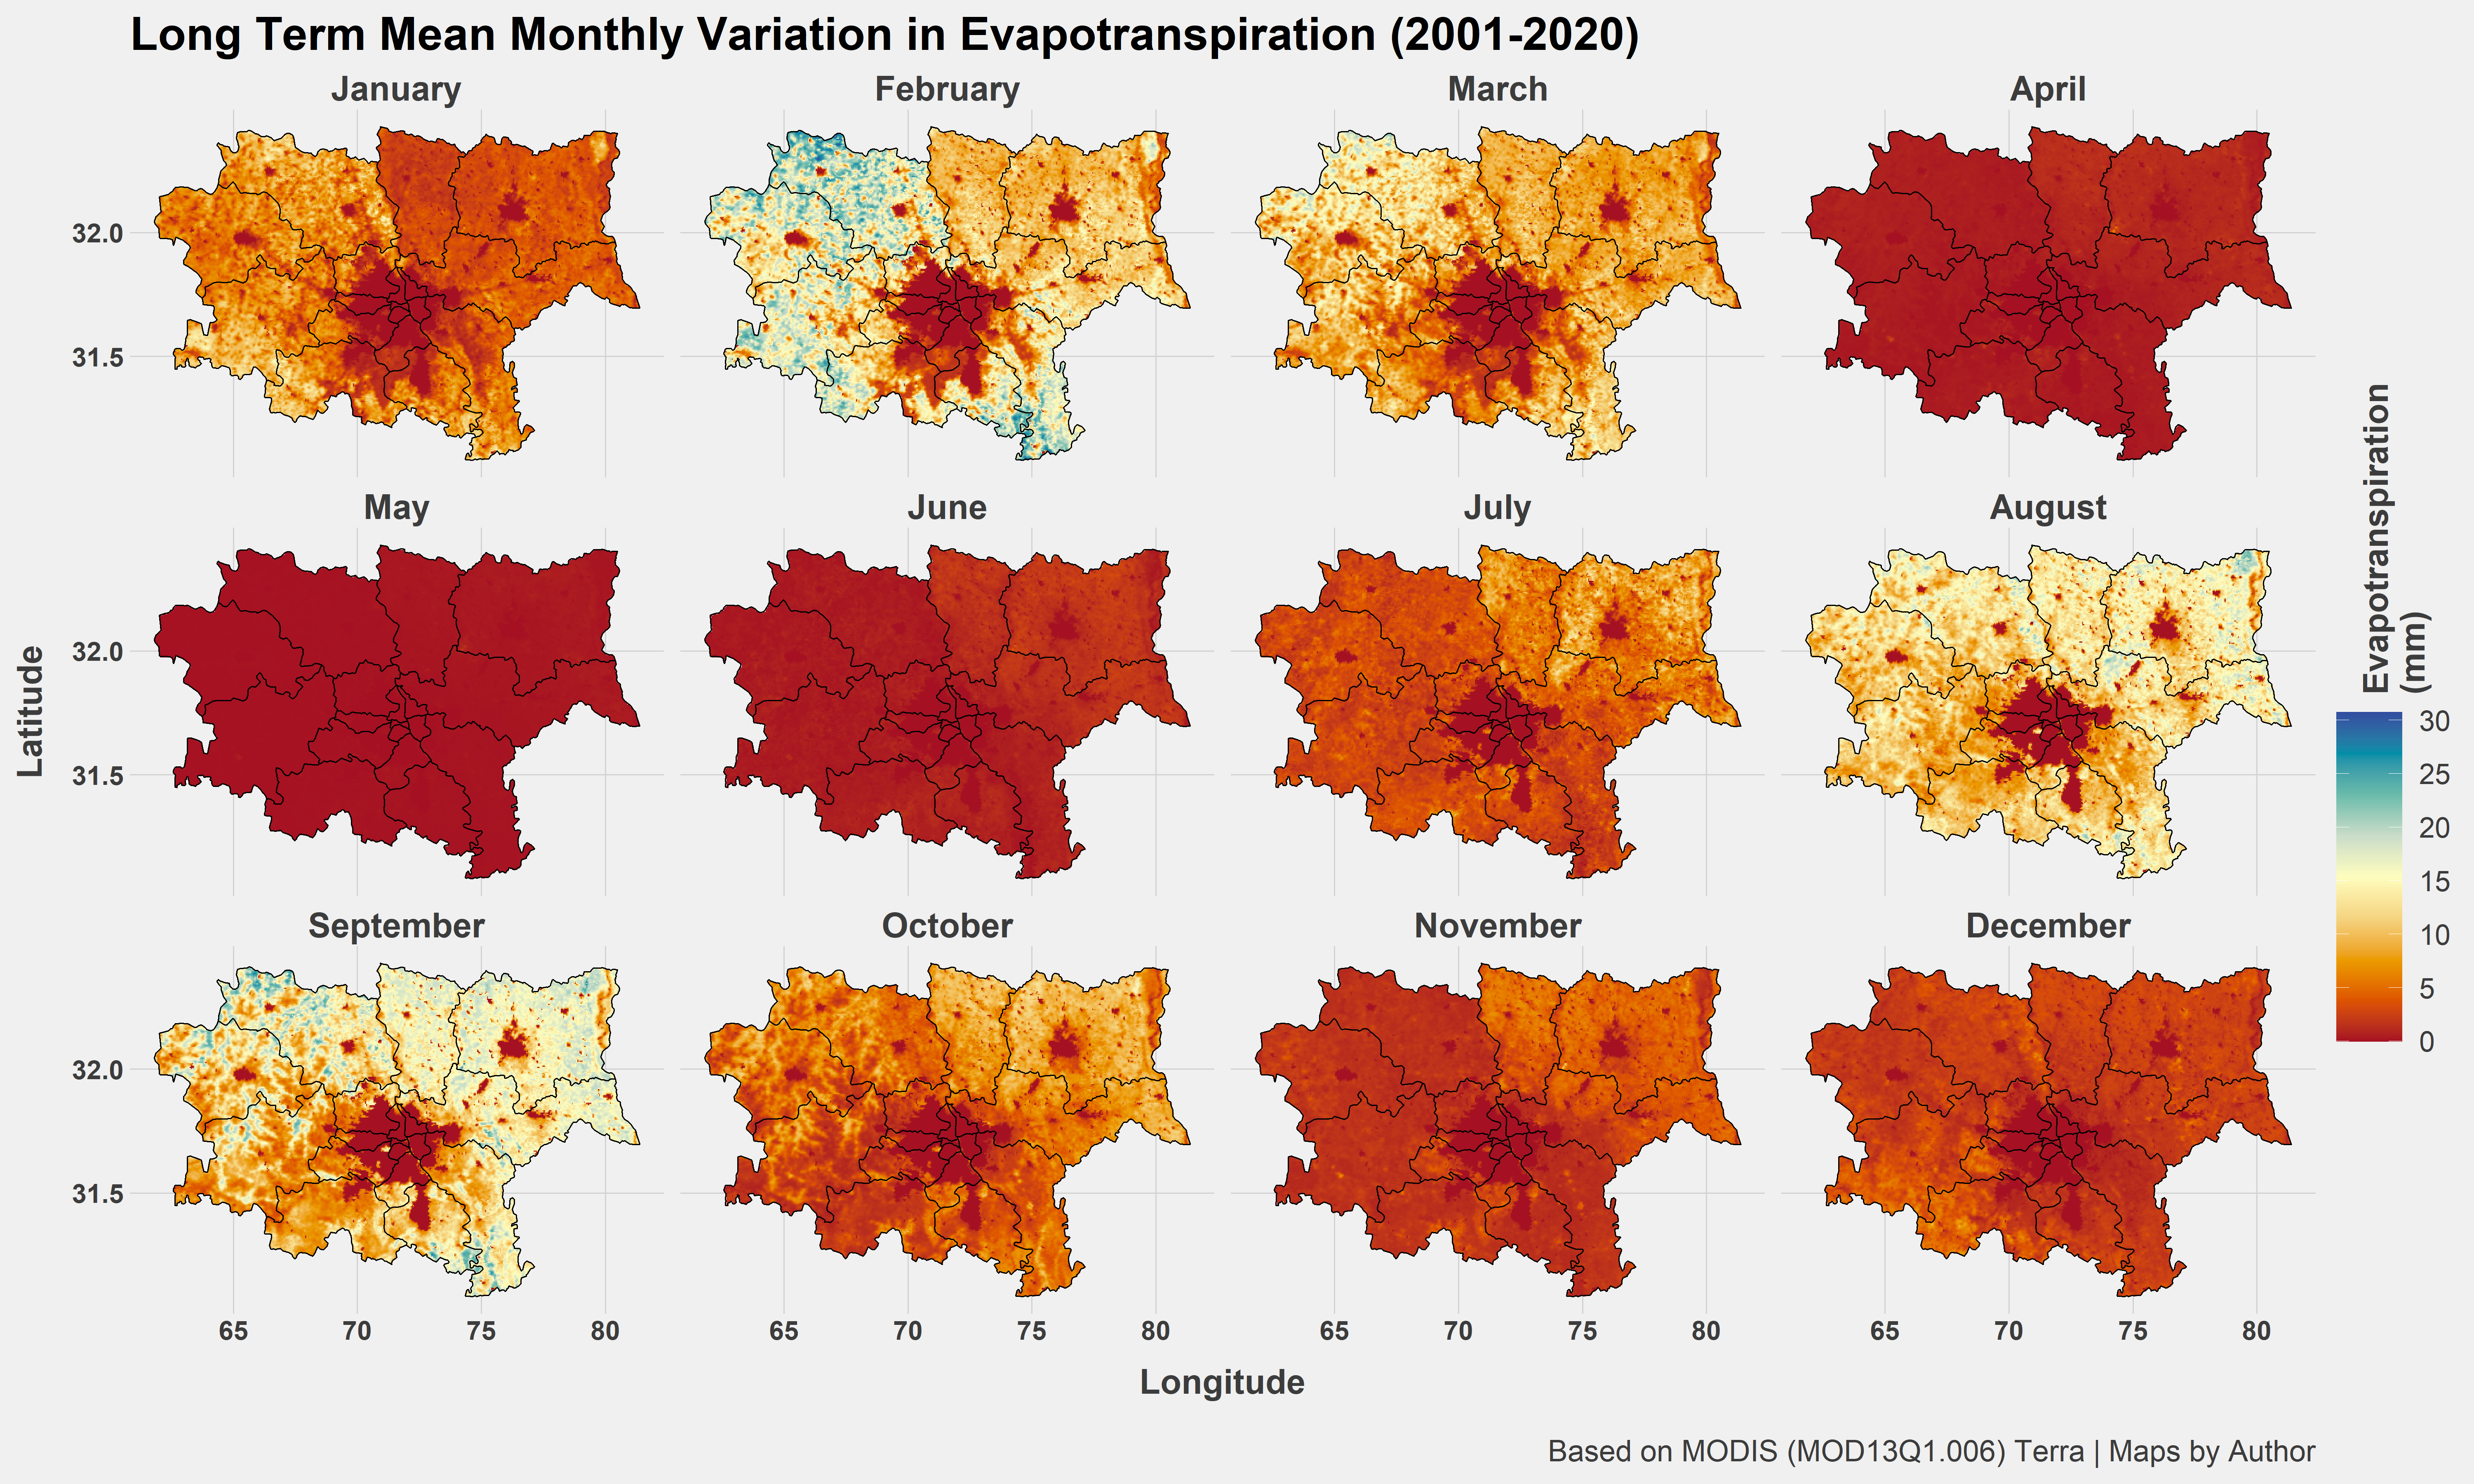 Long Term Mean Monthly Variation in Evapotranspiration (2001-2020)
January
February
March
April
32.0
31.5
May
June
July
August
32.0
31.5
September
October
November
December
32.0
31.5
65 70 75 80
65 70 75 80
65 70 75 80
65 70 75 80
Latitude
Longitude
Evapotranspiration
(mm)
30
25
20
15
10
5
0
Based on MODIS (MOD13Q1.006) Terra | Maps by Author